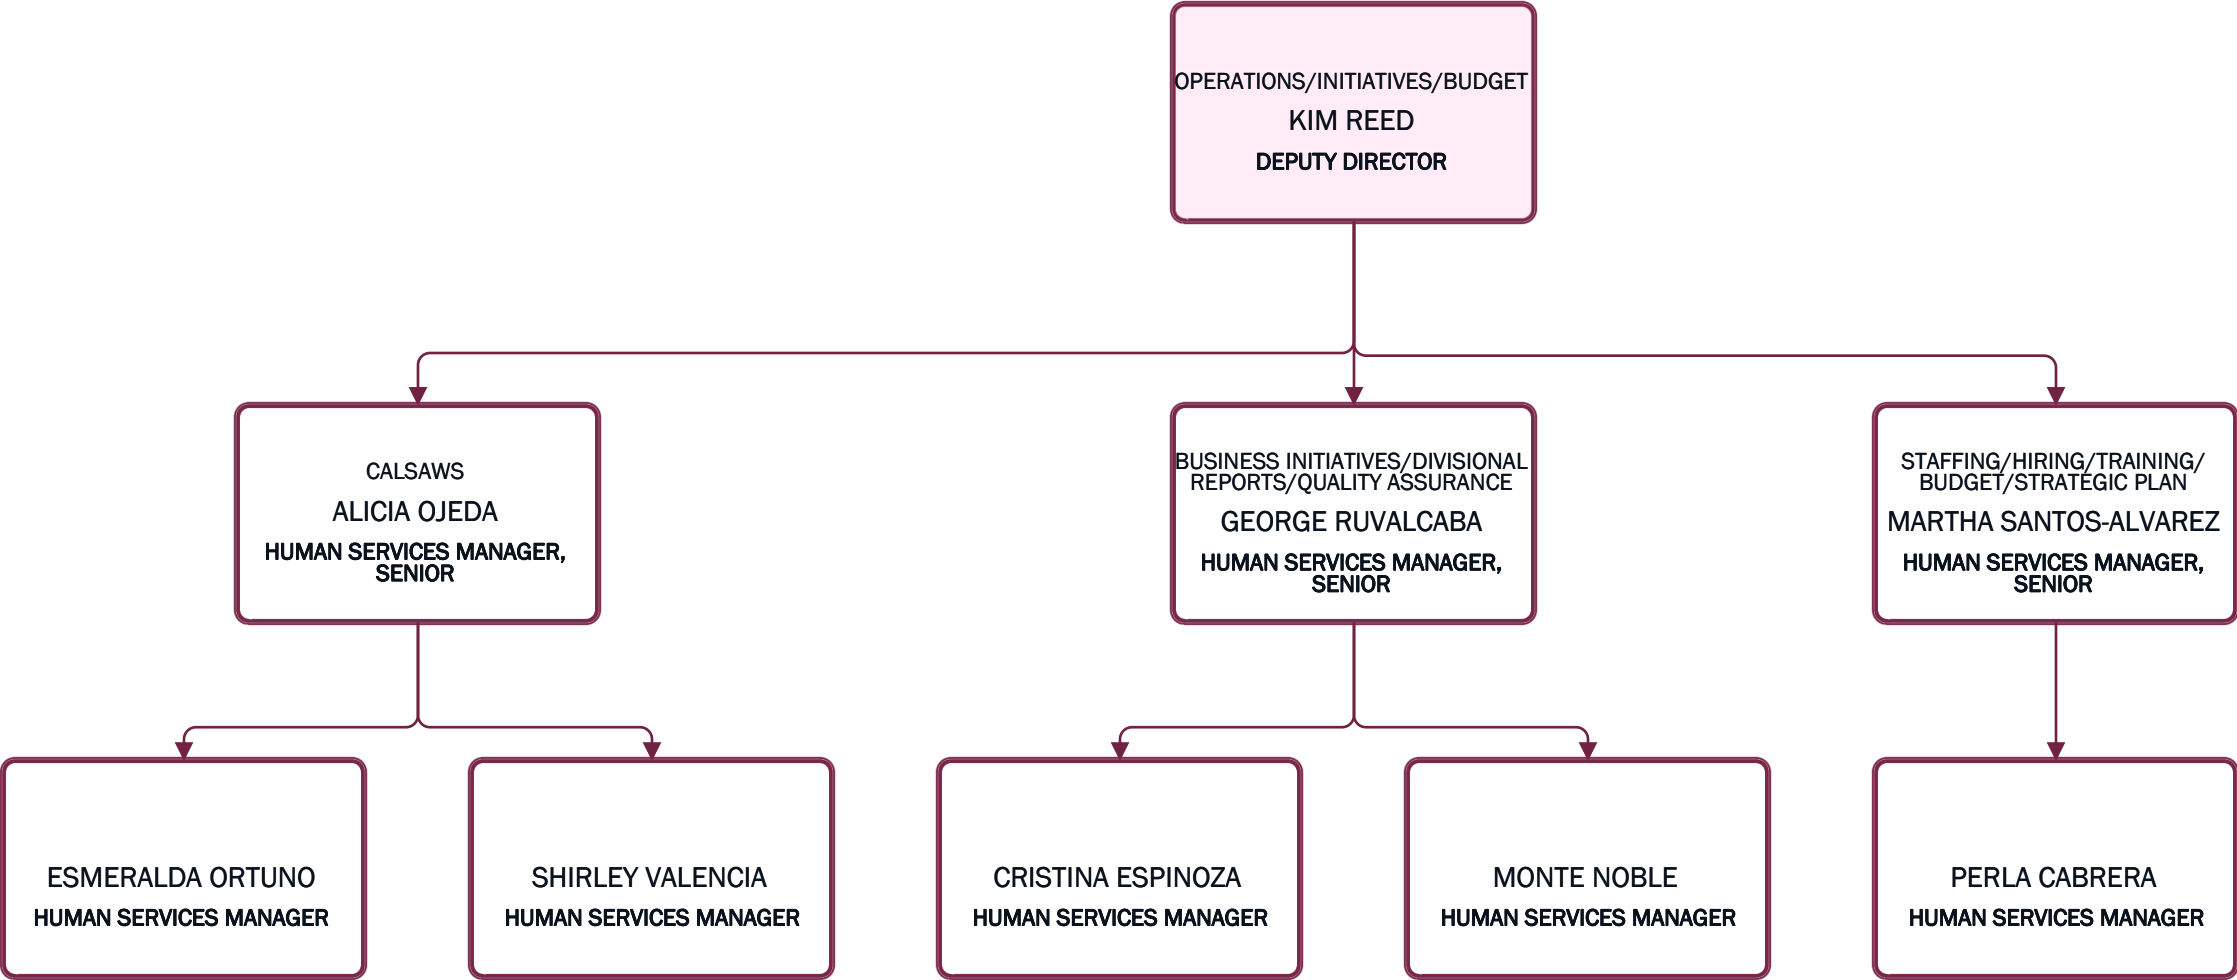 OPERATIONS/INITIATIVES/BUDGET
KIM REED
DEPUTY DIRECTOR
CALSAWS
ALICIA OJEDA
HUMAN SERVICES MANAGER,
SENIOR
BUSINESS INITIATIVES/DIVISIONAL
REPORTS/QUALITY ASSURANCE
GEORGE RUVALCABA
HUMAN SERVICES MANAGER,
SENIOR
STAFFING/HIRING/TRAINING/
BUDGET/STRATEGIC PLAN
MARTHA SANTOS-ALVAREZ
HUMAN SERVICES MANAGER,
SENIOR
ESMERALDA ORTUNO
HUMAN SERVICES MANAGER
SHIRLEY VALENCIA
HUMAN SERVICES MANAGER
CRISTINA ESPINOZA
HUMAN SERVICES MANAGER
MONTE NOBLE
HUMAN SERVICES MANAGER
PERLA CABRERA
HUMAN SERVICES MANAGER